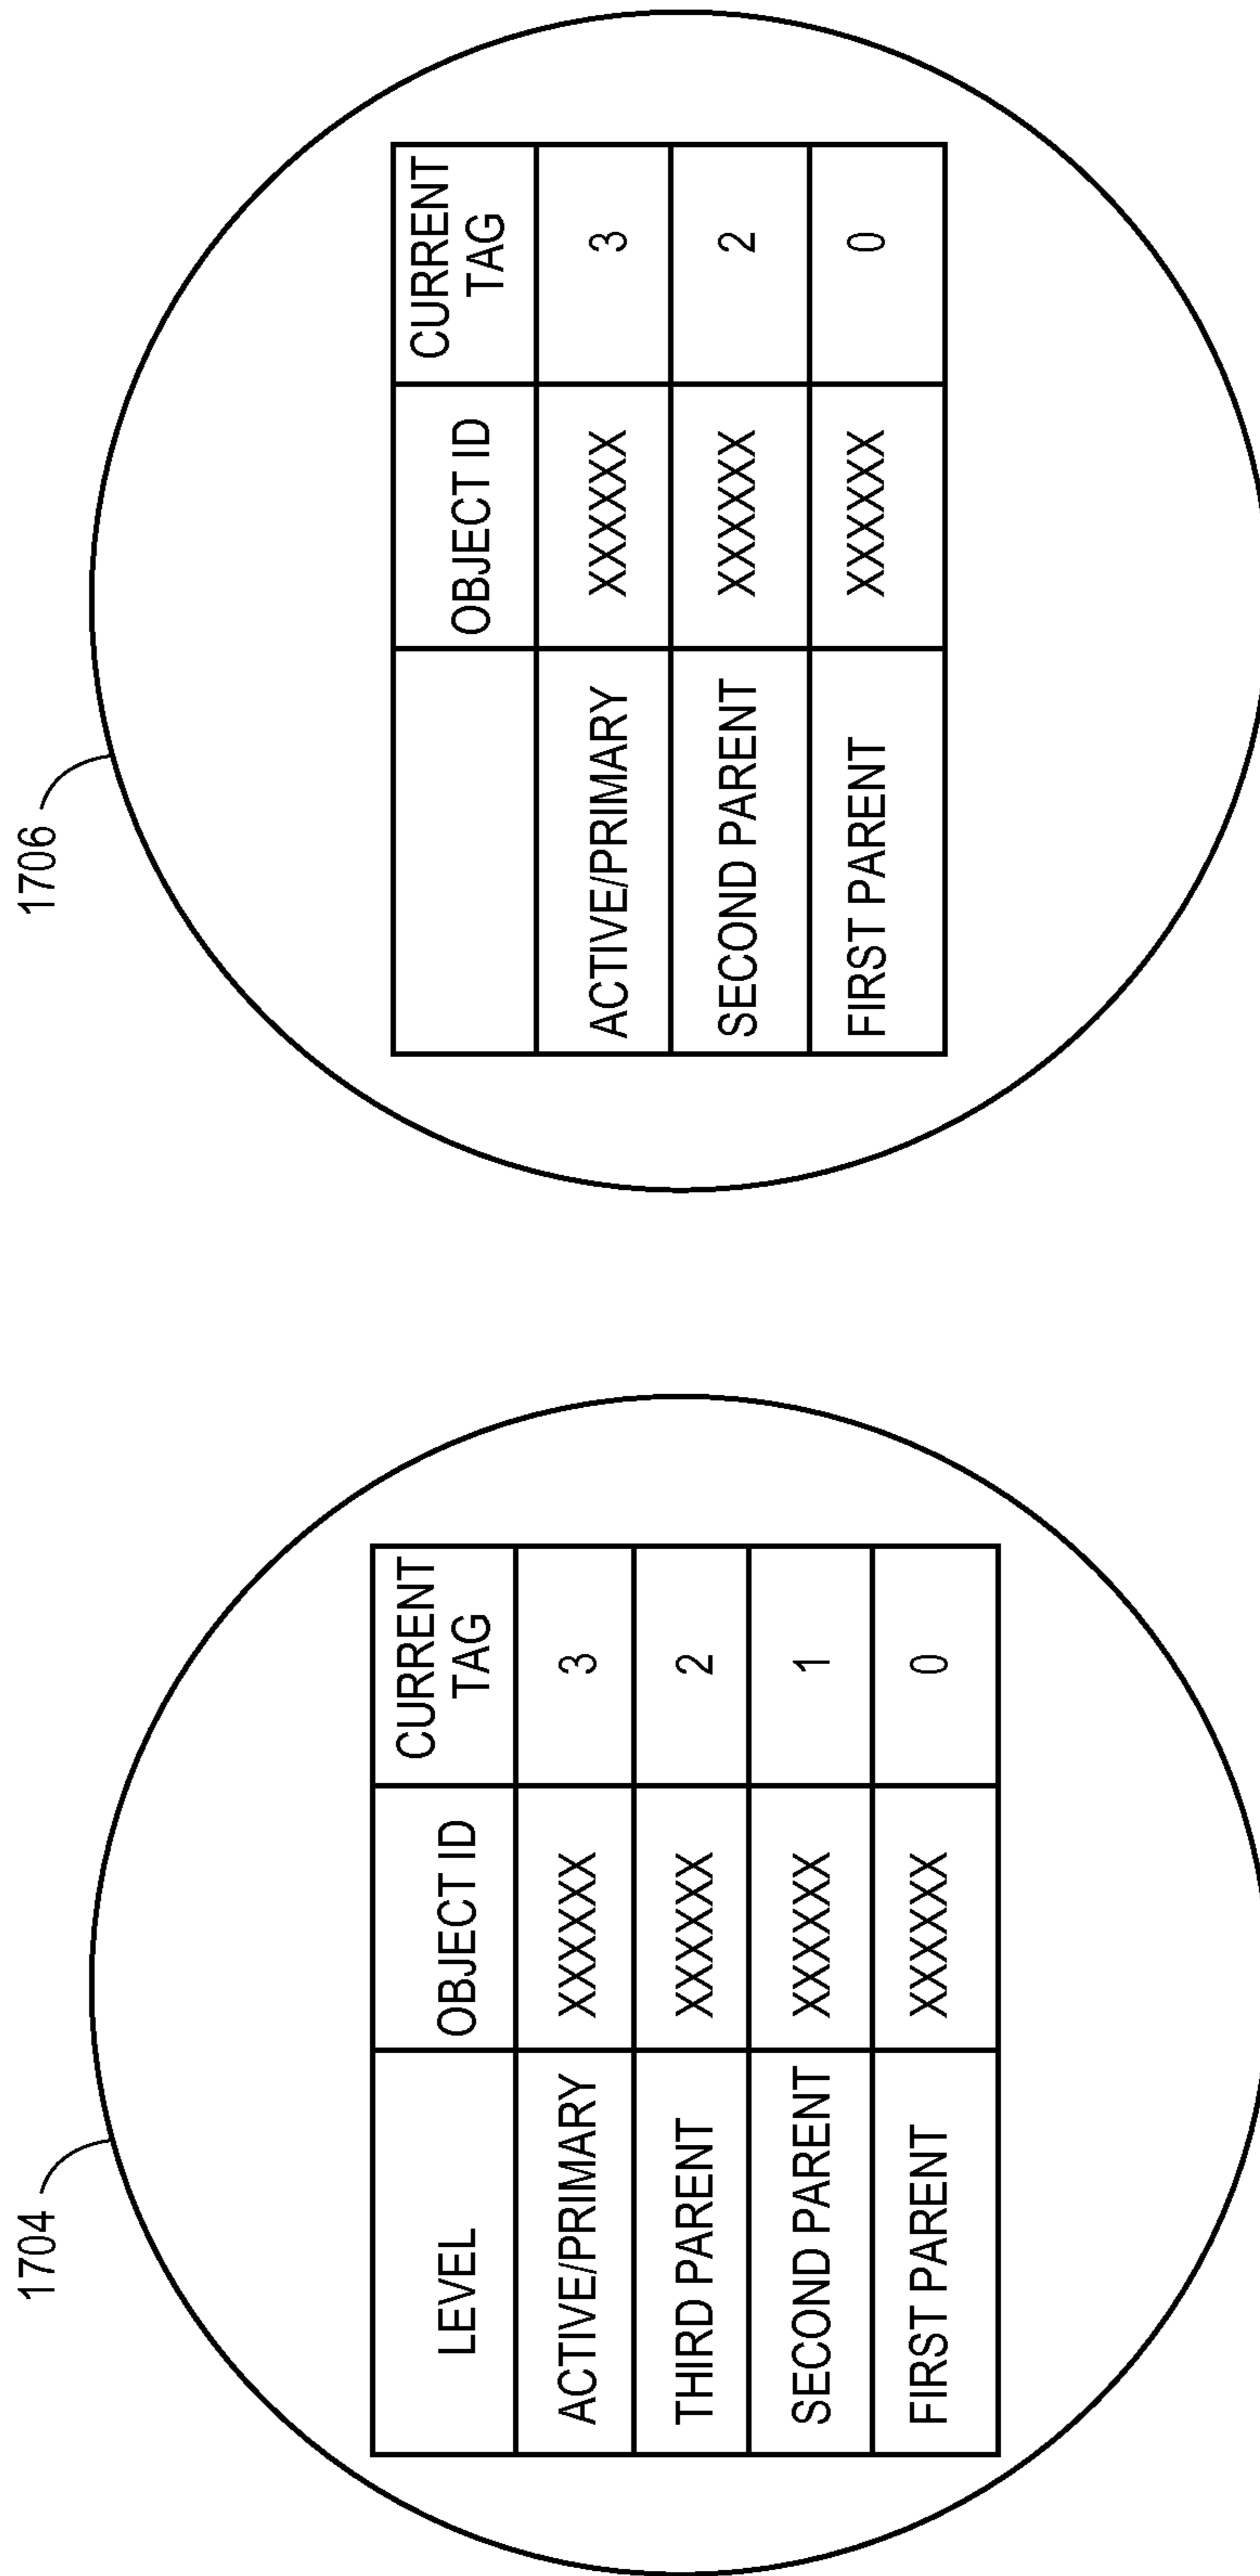 1704
LEVEL
OBJECT ID
CURRENT
TAG
ACTIVE/PRIMARY
XXXXXX
3
THIRD PARENT
XXXXXX
2
SECOND PARENT
XXXXXX
1
FIRST PARENT
XXXXXX
0
1706
OBJECT ID
CURRENT
TAG
ACTIVE/PRIMARY
XXXXXX
3
SECOND PARENT
XXXXXX
2
FIRST PARENT
XXXXXX
0